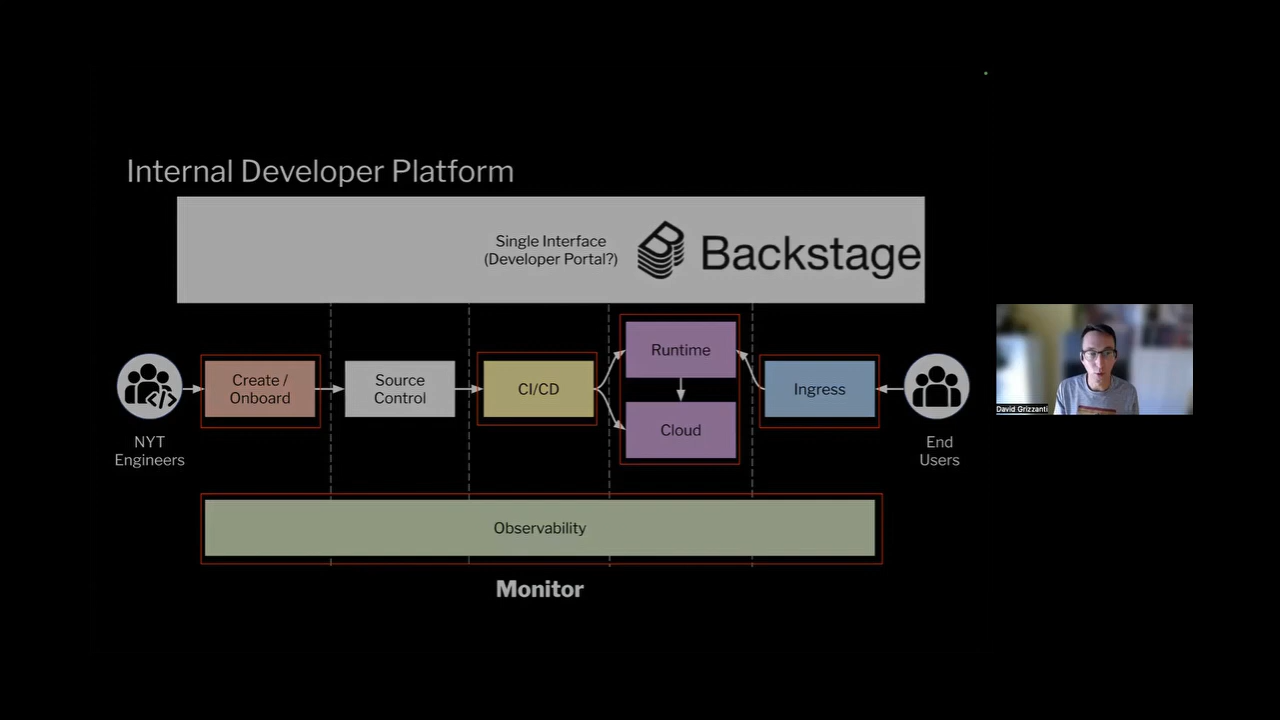 Internal Developer Platform
Single Interface
(Developer Portal?)
Backstage
Create /
Onboard
Source
Control
CI/CD
Runtime
Cloud
Ingress
NYT
Engineers
End
Users
David Grizzanti
Observability
Monitor